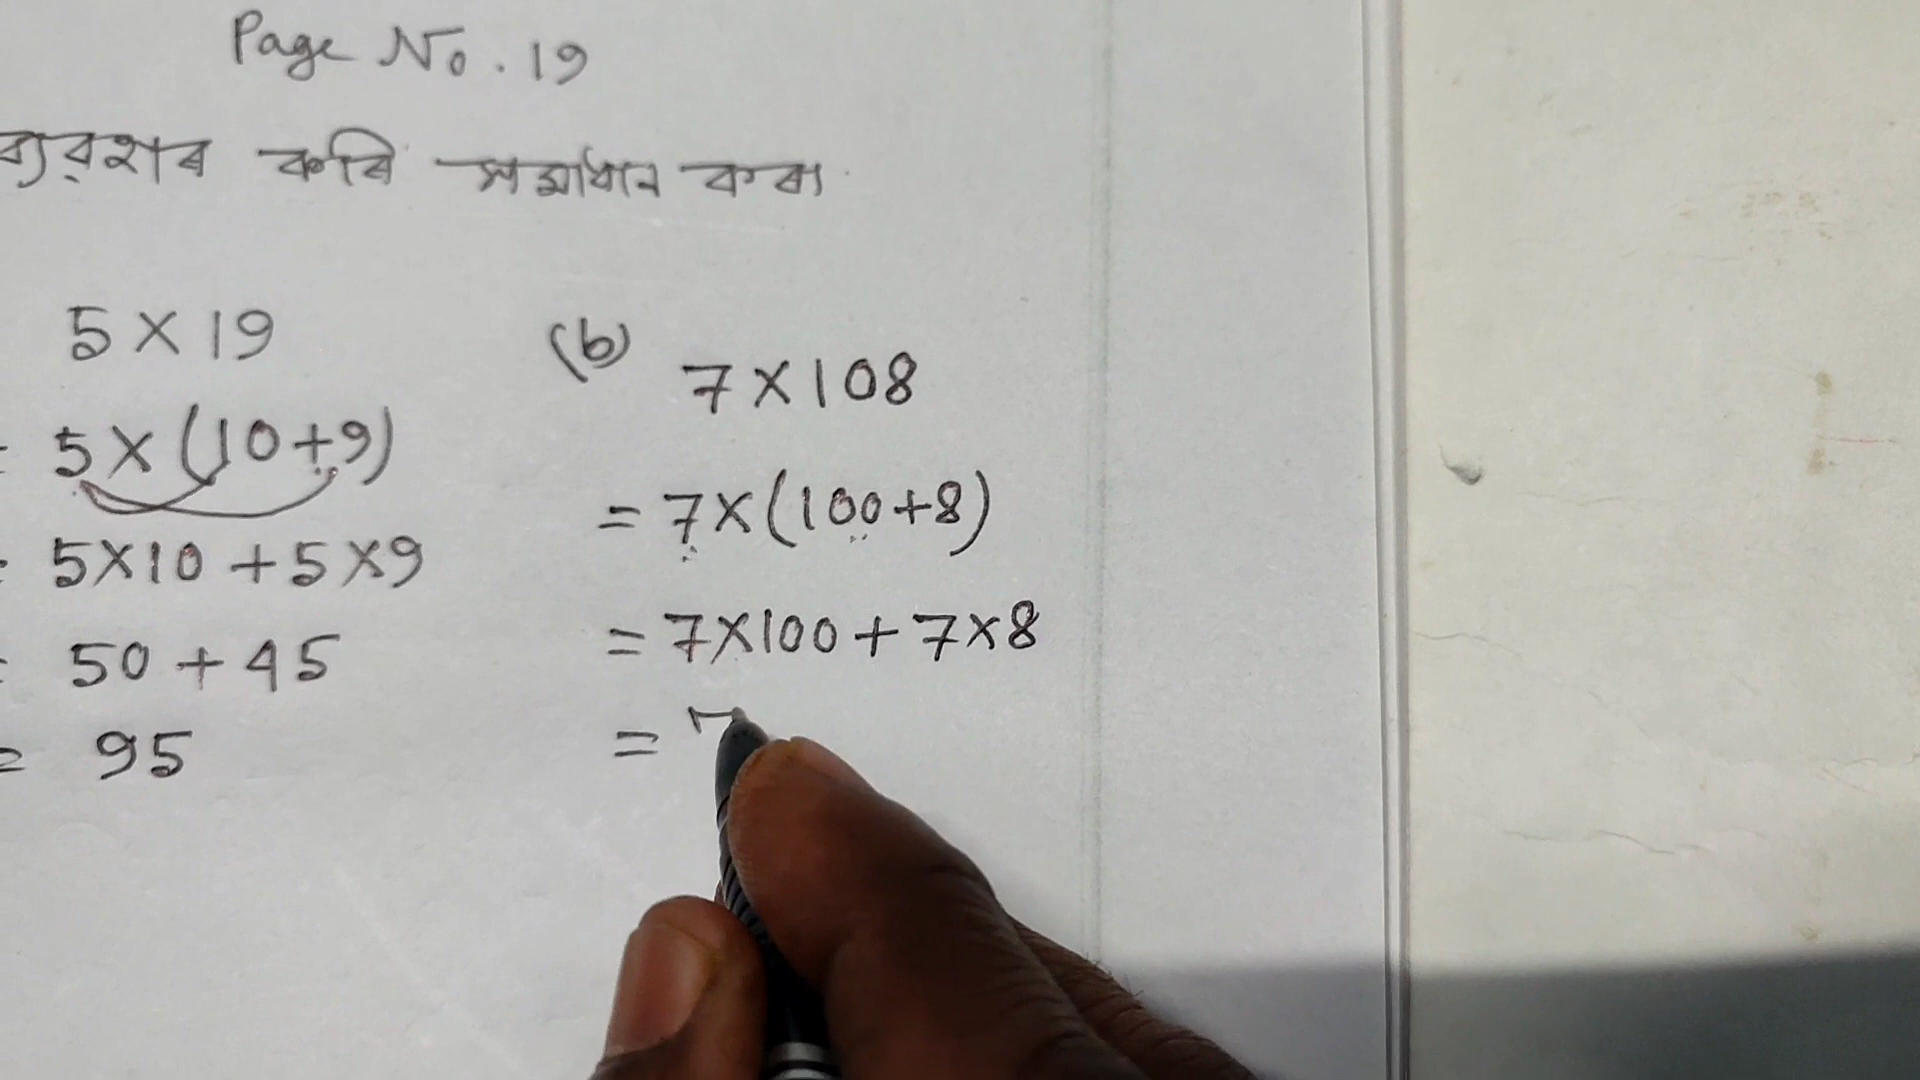 Page No. 19
ব্যৱহাৰ কৰি সমাধান কৰা
5 × 19
= 5 × (10+9)
= 5×10 + 5×9
= 50 + 45
= 95
(b)
7 × 108
= 7×(100+8)
= 7×100 + 7×8
= 7